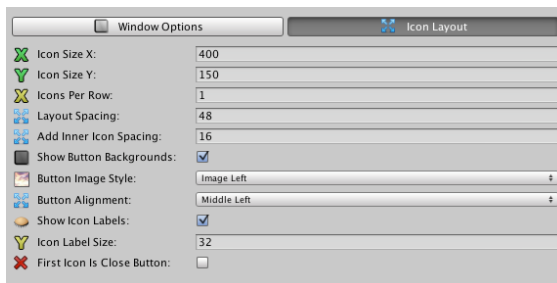 Window Options Icon Layout
Icon Size X: 400
Icon Size Y: 150
Icons Per Row: 1
Layout Spacing: 48
Add Inner Icon Spacing: 16
Show Button Backgrounds:
Button Image Style: Image Left
Button Alignment: Middle Left
Show Icon Labels:
Icon Label Size: 32
First Icon Is Close Button: